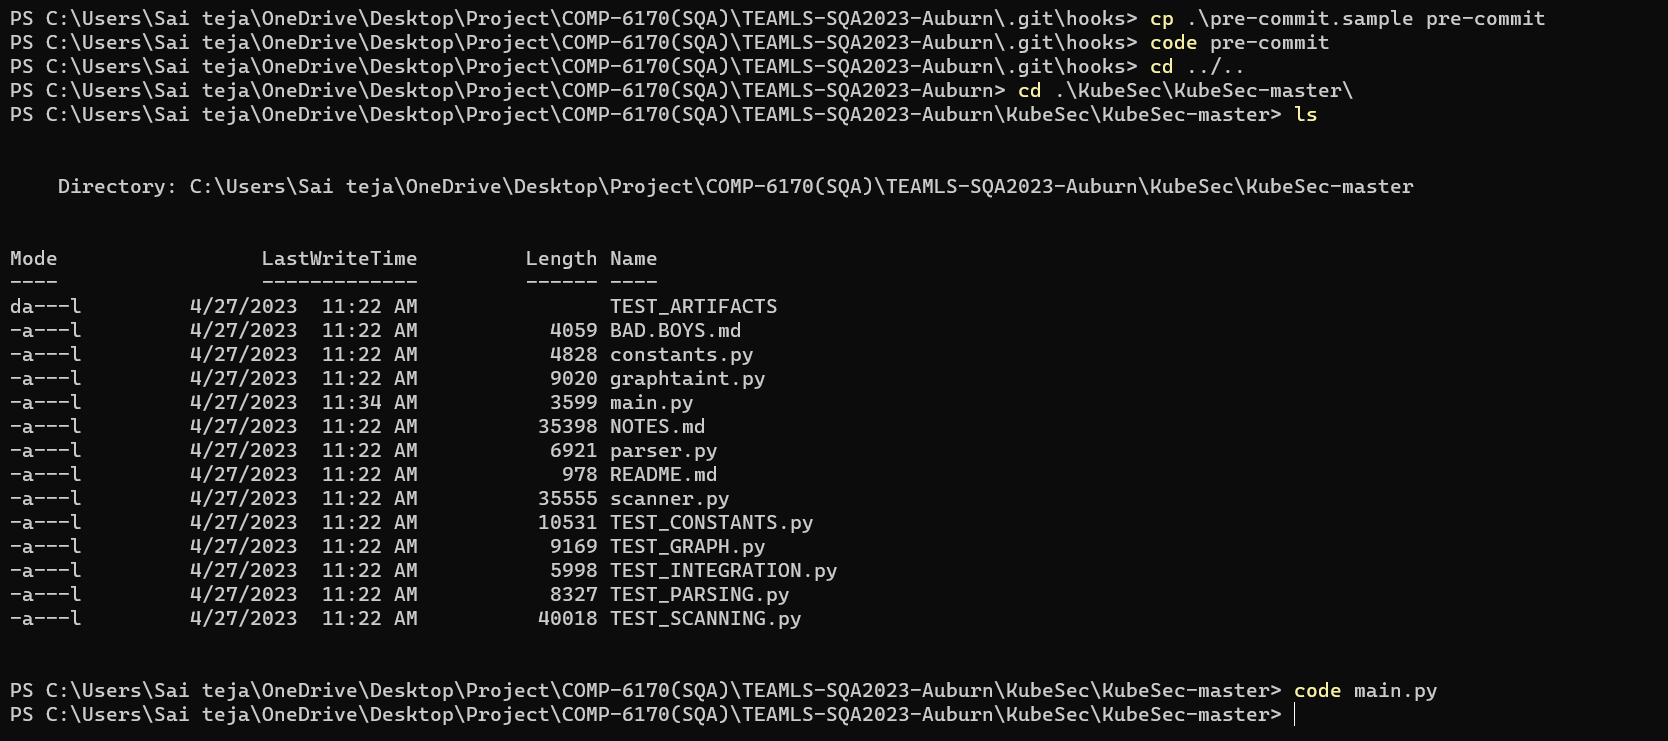 PS C:\Users\Sai teja\OneDrive\Desktop\Project\COMP-6170(SQA)\TEAMLS-SQA2023-Auburn\.git\hooks> cp .\pre-commit.sample pre-commit
PS C:\Users\Sai teja\OneDrive\Desktop\Project\COMP-6170(SQA)\TEAMLS-SQA2023-Auburn\.git\hooks> code pre-commit
PS C:\Users\Sai teja\OneDrive\Desktop\Project\COMP-6170(SQA)\TEAMLS-SQA2023-Auburn\.git\hooks> cd ../..
PS C:\Users\Sai teja\OneDrive\Desktop\Project\COMP-6170(SQA)\TEAMLS-SQA2023-Auburn> cd .\KubeSec\KubeSec-master\
PS C:\Users\Sai teja\OneDrive\Desktop\Project\COMP-6170(SQA)\TEAMLS-SQA2023-Auburn\KubeSec\KubeSec-master> ls
Directory: C:\Users\Sai teja\OneDrive\Desktop\Project\COMP-6170(SQA)\TEAMLS-SQA2023-Auburn\KubeSec\KubeSec-master
Mode                 LastWriteTime         Length Name
----                 -------------         ------ ----
da---l         4/27/2023  11:22 AM                TEST_ARTIFACTS
-a---l         4/27/2023  11:22 AM           4059 BAD.BOYS.md
-a---l         4/27/2023  11:22 AM           4828 constants.py
-a---l         4/27/2023  11:22 AM           9020 graphtaint.py
-a---l         4/27/2023  11:34 AM           3599 main.py
-a---l         4/27/2023  11:22 AM          35398 NOTES.md
-a---l         4/27/2023  11:22 AM           6921 parser.py
-a---l         4/27/2023  11:22 AM            978 README.md
-a---l         4/27/2023  11:22 AM          35555 scanner.py
-a---l         4/27/2023  11:22 AM          10531 TEST_CONSTANTS.py
-a---l         4/27/2023  11:22 AM           9169 TEST_GRAPH.py
-a---l         4/27/2023  11:22 AM           5998 TEST_INTEGRATION.py
-a---l         4/27/2023  11:22 AM           8327 TEST_PARSING.py
-a---l         4/27/2023  11:22 AM          40018 TEST_SCANNING.py
PS C:\Users\Sai teja\OneDrive\Desktop\Project\COMP-6170(SQA)\TEAMLS-SQA2023-Auburn\KubeSec\KubeSec-master> code main.py
PS C:\Users\Sai teja\OneDrive\Desktop\Project\COMP-6170(SQA)\TEAMLS-SQA2023-Auburn\KubeSec\KubeSec-master>